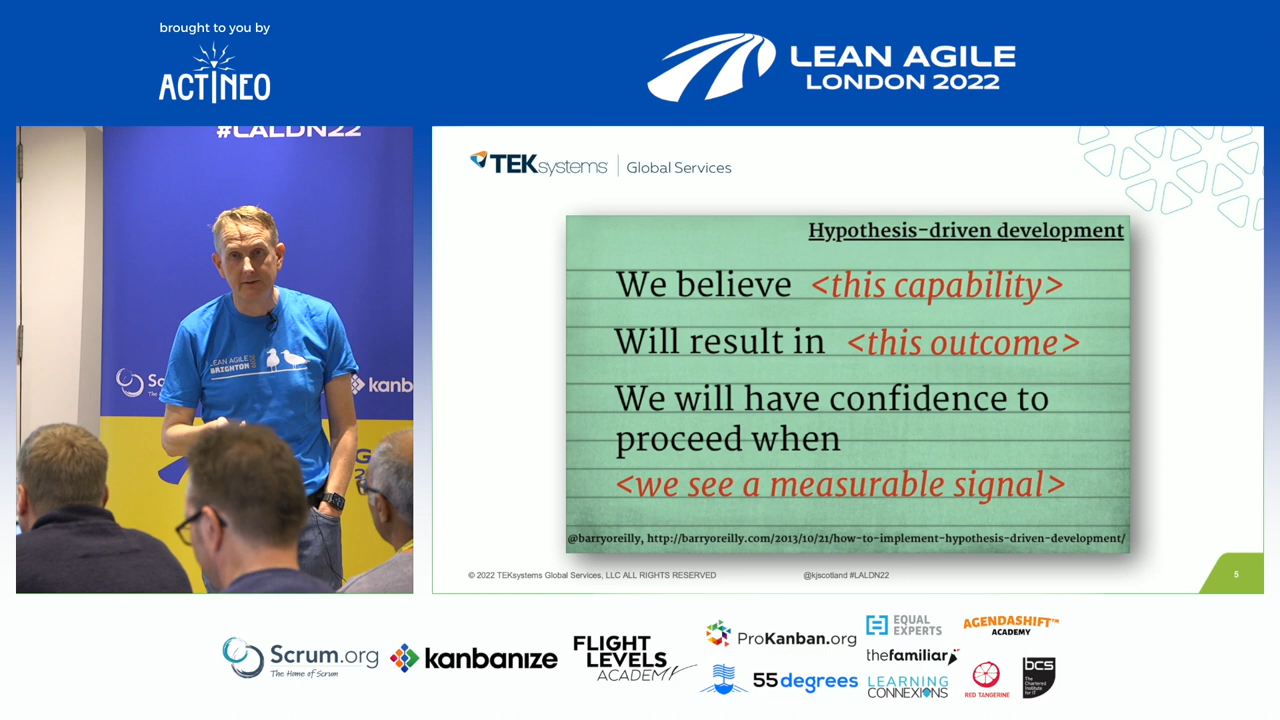 brought to you by
ACTINEO
LEAN AGILE
LONDON 2022
#LALDN22
LEAN AGILE
BRIGHTON
kanb
TEKsystems Global Services
Hypothesis-driven development
We believe <this capability>
Will result in <this outcome>
We will have confidence to
proceed when
<we see a measurable signal>
@barryoreilly, http://barryoreilly.com/2013/10/21/how-to-implement-hypothesis-driven-development/
© 2022 TEKsystems Global Services, LLC ALL RIGHTS RESERVED
@kjscotland #LALDN22
5
Scrum.org
The Home of Scrum
kanbanize
FLIGHT
LEVELS
ACADEMY
ProKanban.org
55degrees
EQUAL
EXPERTS
thefamiliar
LEARNING
CONNEXIONS
AGENDASHIFT™
ACADEMY
RED TANGERINE
bcs
The
Chartered
Institute
for IT